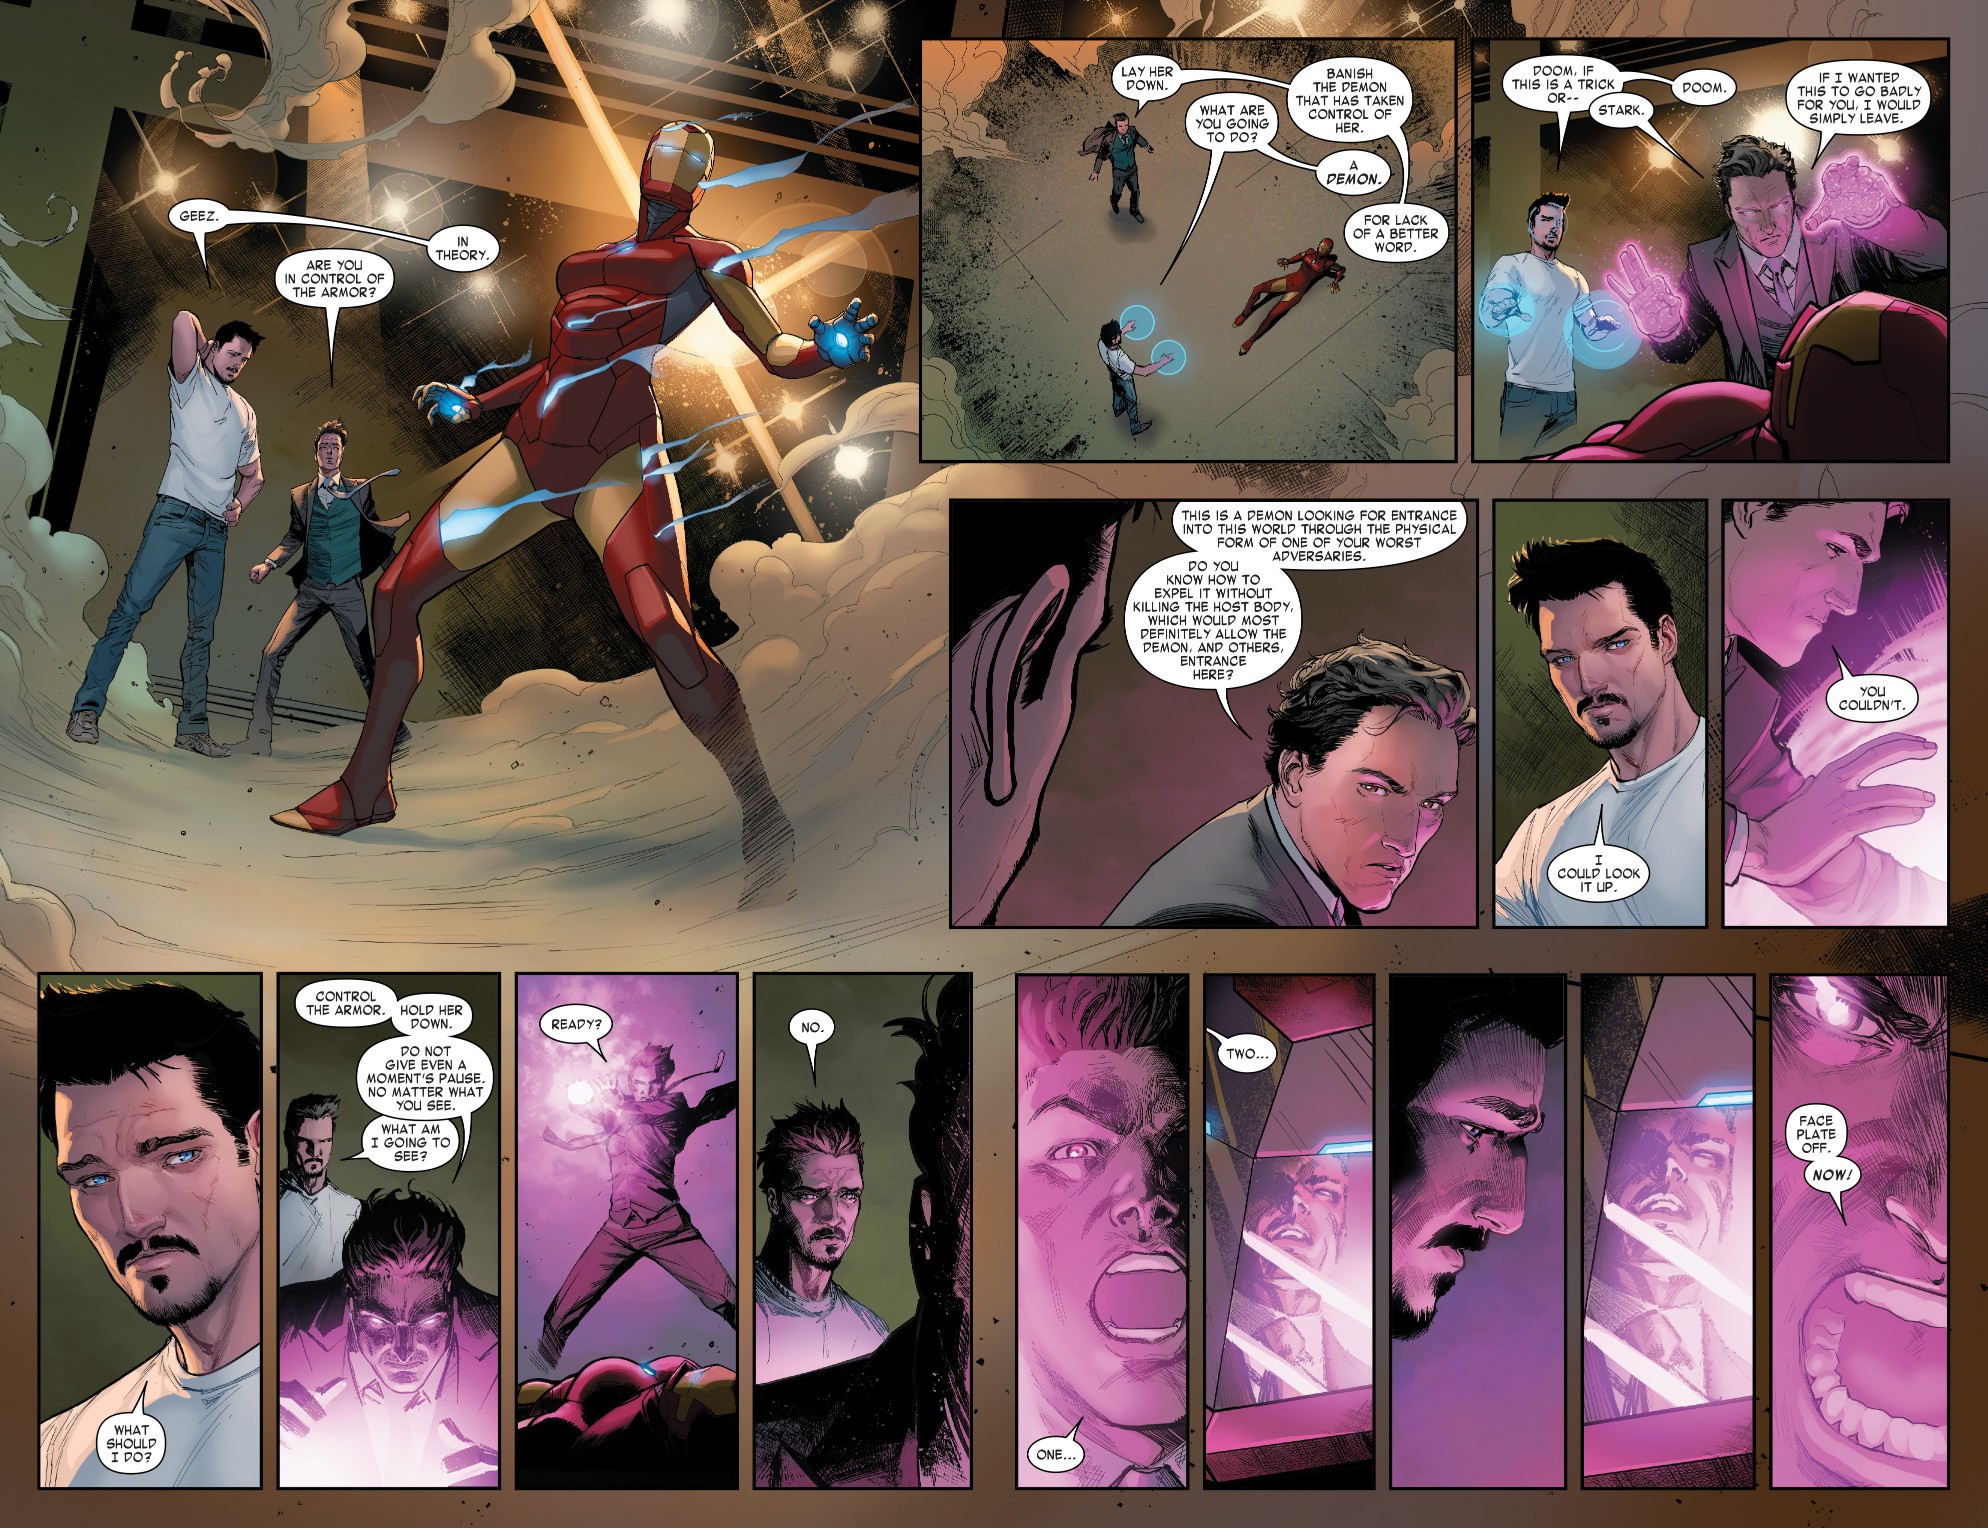 GEEZ.
ARE YOU
IN CONTROL OF
THE ARMOR?
IN
THEORY.
LAY HER
DOWN.
BANISH
THE DEMON
THAT HAS TAKEN
CONTROL OF
HER.
WHAT ARE
YOU GOING
TO DO?
A
DEMON.
FOR LACK
OF A BETTER
WORD.
DOOM, IF
THIS IS A TRICK
OR--
STARK.
DOOM.
IF I WANTED
THIS TO GO BADLY
FOR YOU, I WOULD
SIMPLY LEAVE.
THIS IS A DEMON LOOKING FOR ENTRANCE
INTO THIS WORLD THROUGH THE PHYSICAL
FORM OF ONE OF YOUR WORST
ADVERSARIES.
DO YOU
KNOW HOW TO
EXPEL IT WITHOUT
KILLING THE HOST BODY,
WHICH WOULD MOST
DEFINITELY ALLOW THE
DEMON, AND OTHERS,
ENTRANCE
HERE?
I
COULD LOOK
IT UP.
YOU
COULDN'T.
WHAT
SHOULD
I DO?
CONTROL
THE ARMOR.
HOLD HER
DOWN.
DO NOT
GIVE EVEN A
MOMENT'S PAUSE.
NO MATTER WHAT
YOU SEE.
WHAT AM
I GOING TO
SEE?
READY?
NO.
ONE...
TWO...
FACE
PLATE
OFF.
NOW!